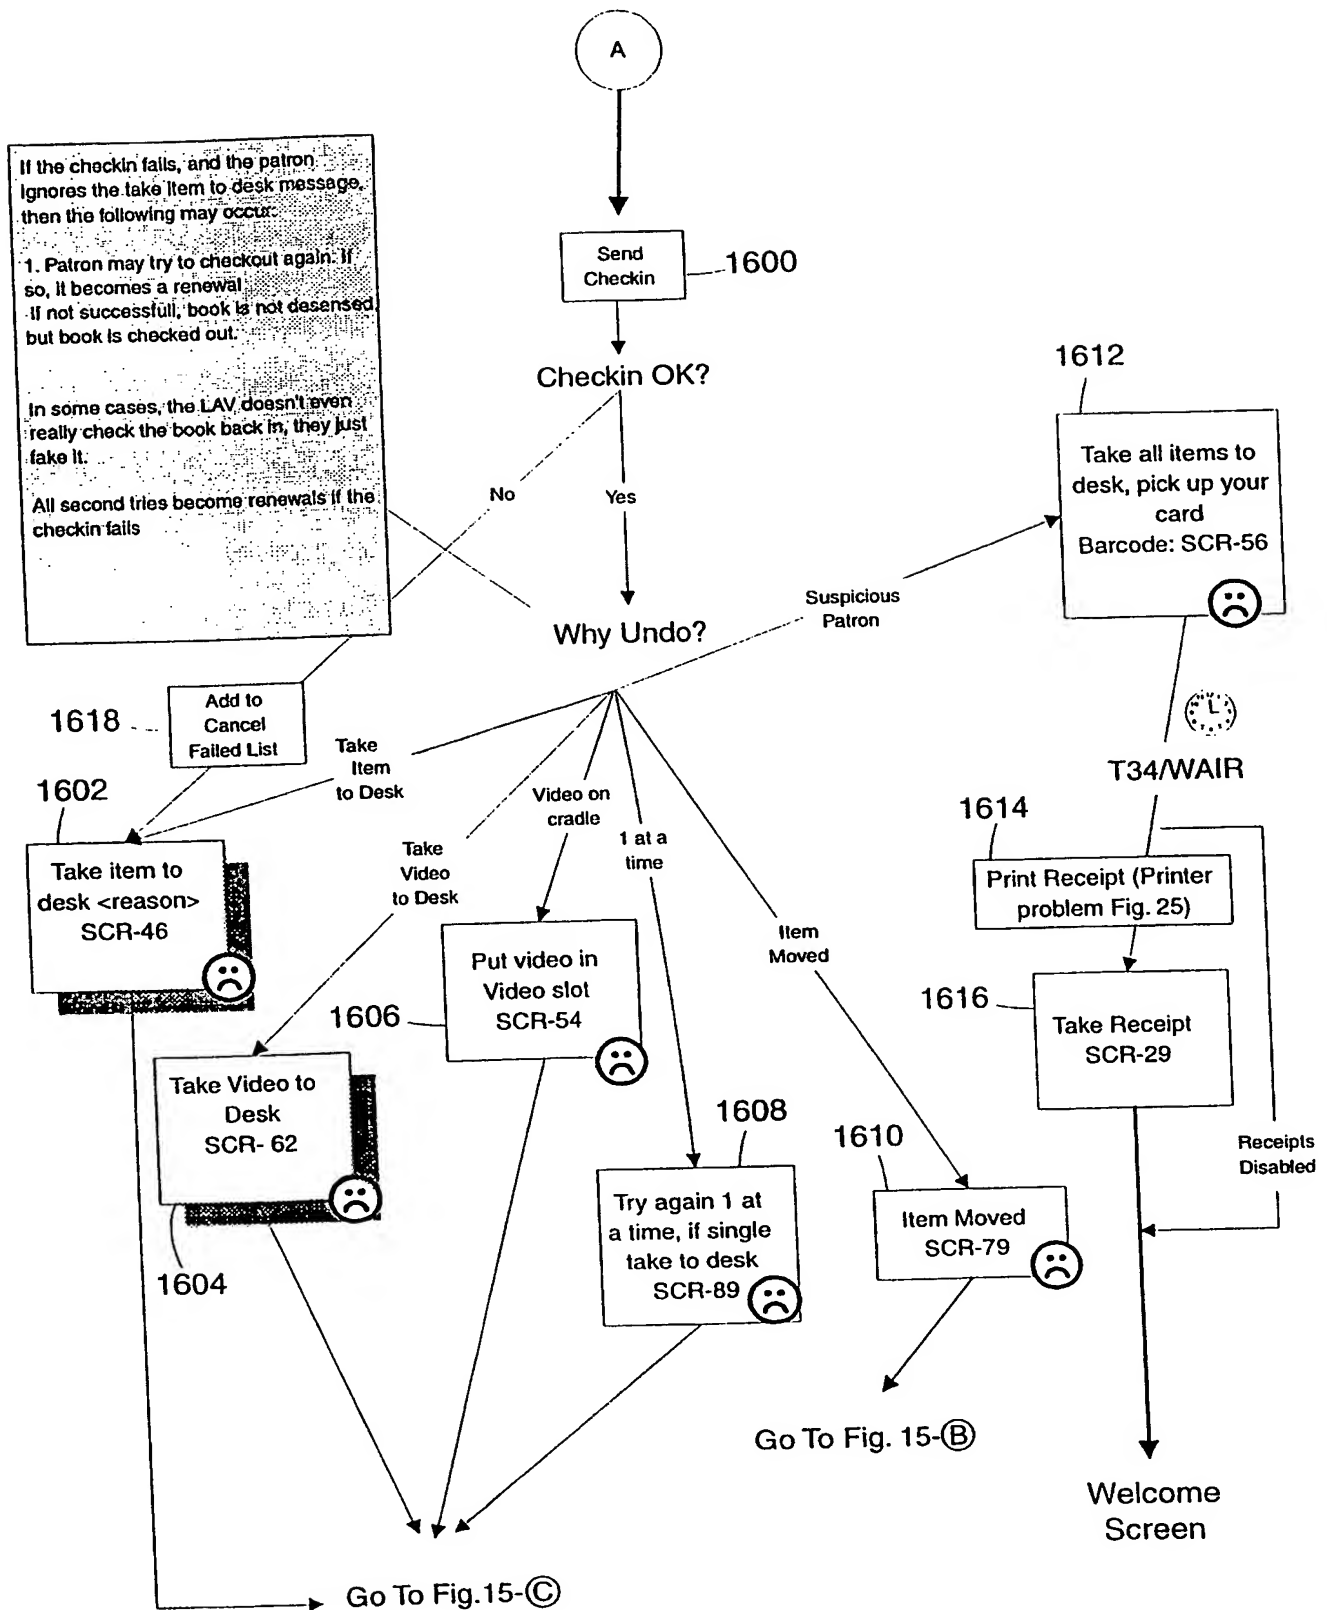 A
If the checkin fails, and the patron
ignores the take item to desk message,
then the following may occur:
1. Patron may try to checkout again. If
so, it becomes a renewal
If not successfull, book is not desensed
but book is checked out.
In some cases, the LAV doesn't even
really check the book back in, they just
fake it.
All second tries become renewals if the
checkin fails
Send
Checkin
1600
Checkin OK?
No
Yes
Why Undo?
Suspicious
Patron
1612
Take all items to
desk, pick up your
card
Barcode: SCR-56
T34/WAIR
1618
Add to
Cancel
Failed List
Take
Item
to Desk
1602
Take item to
desk <reason>
SCR-46
Take
Video
to Desk
Video on
cradle
1 at a
time
Item
Moved
1614
Print Receipt (Printer
problem Fig. 25)
1606
Put video in
Video slot
SCR-54
1616
Take Receipt
SCR-29
Take Video to
Desk
SCR- 62
1604
1608
Try again 1 at
a time, if single
take to desk
SCR-89
1610
Item Moved
SCR-79
Receipts
Disabled
Go To Fig. 15-Ⓑ
Welcome
Screen
Go To Fig.15-Ⓒ